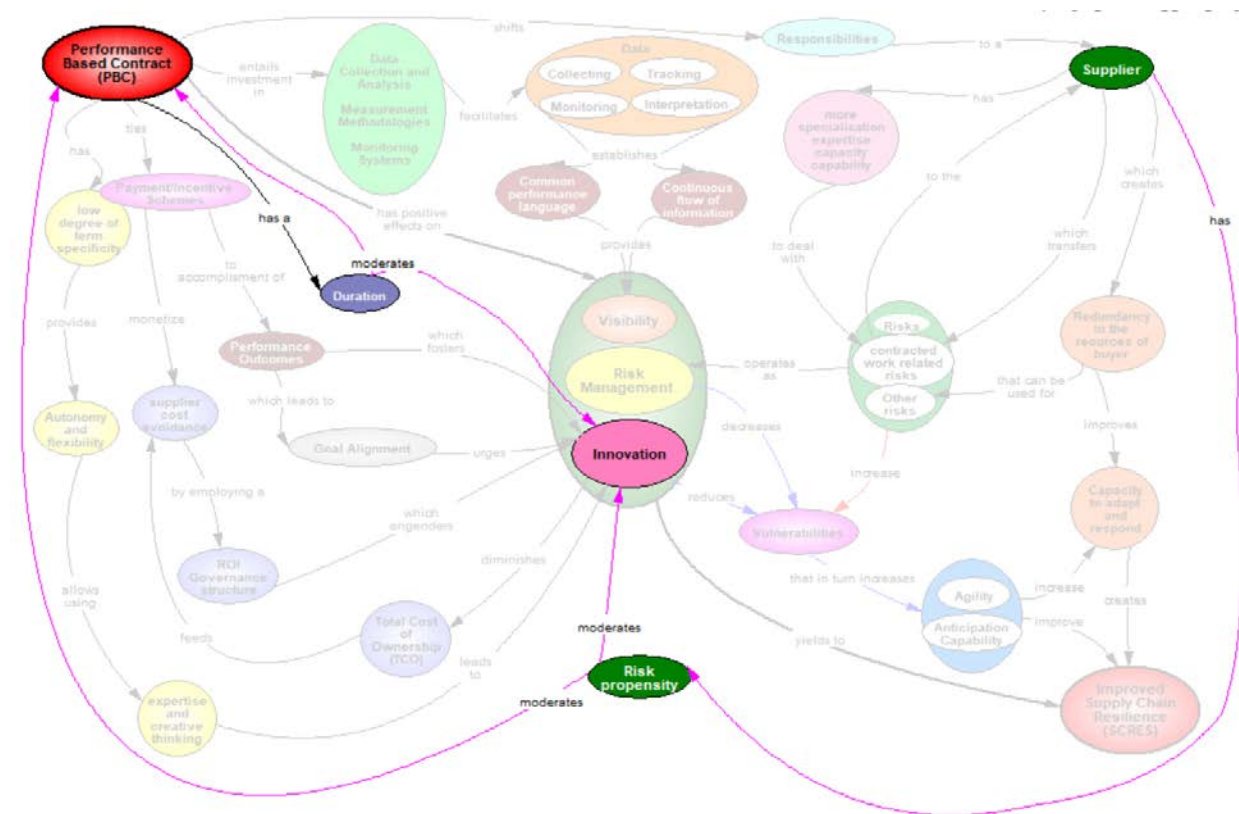 shifts
Performance
Based Contract
(PBC)
entails
investment
in
Data
Collection and
Analysis
Measurement
Methodalogies
Monitoring
Systems
facilitates
Data
Collecting
Tracking
Monitoring
Interpretation
Responsibilities
to a
Supplier
has
more
specialisation
expertise
capacity
capability
has
ties
Payment/Incentive
Schemes
low
degree of
term
specificity
has a
has positive
effects on
establishes
Common
performance
language
Continuous
flow of
information
to the
which
creates
has
which
transfers
to deal
with
to
accomplishment of
moderates
provides
Duration
provides
monetize
Visibility
Risks
contracted
work related
risks
Other
risks
Redundancy
in the
resources of
buyer
Performance
Outcomes
which
fosters
Risk
Management
operates
as
that can be
used for
Autonomy
and
flexibility
supplier
cost
avoidance
which leads to
Goal Alignment
urges
Innovation
decreases
improves
increase
by employing a
which
engenders
reduces
Vulnerabilities
Capacity
to adapt
and
respond
ROI
Governance
structure
diminishes
that in turn increases
Agility
increase
creates
allows
using
feeds
Total Cost
of
Ownership
(TCO)
moderates
yields to
Anticipation
Capability
improve
leads
to
Risk
propensity
moderates
expertise
and
creative
thinking
Improved
Supply Chain
Resilience
(SCRES)